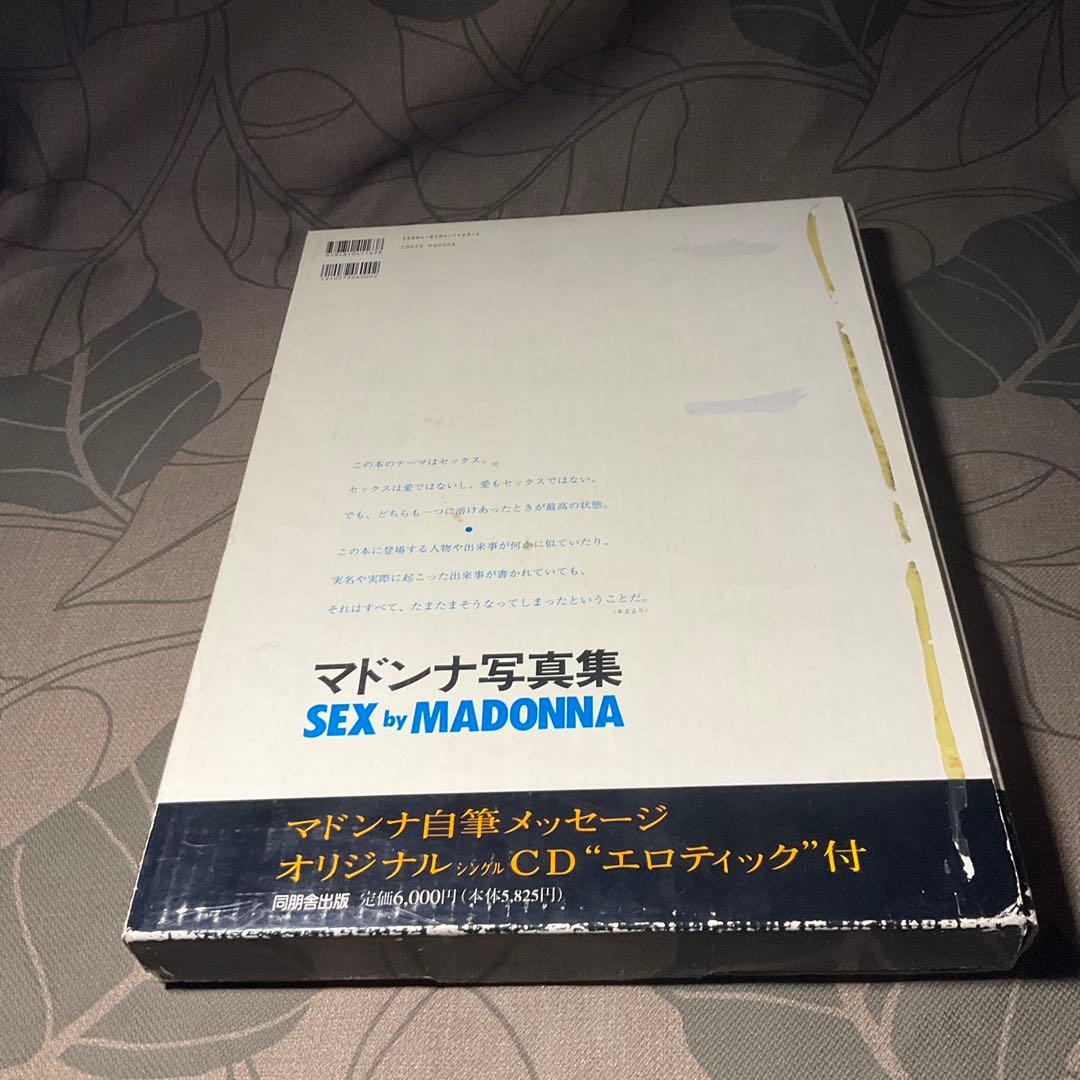 ISBN4-8104-1163-6
C0072 P6000E
この本のテーマはセックス。
セックスは愛ではないし、愛もセックスではない。
でも、どちらも一つに溶けあったときが最高の状態。
この本に登場する人物や出来事が何かに似ていたり、
実名や実際に起こった出来事が書かれていても、
それはすべて、たまたまそうなってしまったということだ。
(本文より)
マドンナ写真集
SEX by MADONNA
マドンナ自筆メッセージ
オリジナルシングルCD“エロティック”付
同朋舎出版 定価6,000円(本体5,825円)